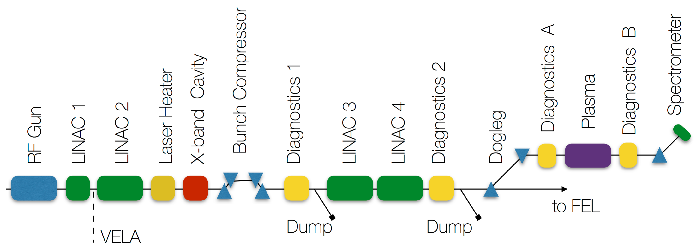 RF Gun
LINAC 1
LINAC 2
Laser Heater
X-oand Cavity
Bunch Compressor
Diagnostics 1
LINAC 3
LINAC 4
Diagnostics 2
Dogleg
Diagnostics A
Plasma
Diagnostics B
Spectrometer
VELA
Dump
Dump
to FEL